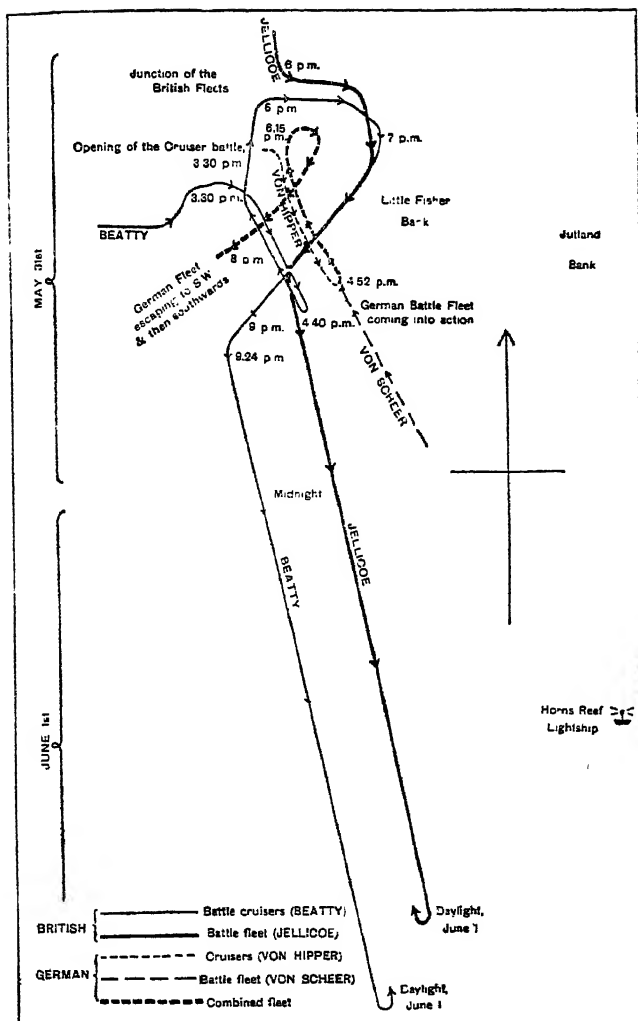 JELLICOE
6 p.m.
Junction of the
British Fleets
6 pm
6.15
p m.
7 p.m.
Opening of the Cruiser battle,
3 30 pm
3.30 p.m.
VON HIPPER
Little Fisher
Bank
Jutland
Bank
BEATTY
8 p m
4 52 p.m.
German Fleet
escaping to S W
& then southwards
German Battle Fleet
coming into action
4 40 p.m.
9 p m.
9.24 p m
VON SCHEER
MAY 31st
Midnight
JELLICOE
BEATTY
Horns Reef
Lightship
JUNE 1st
Daylight,
June 1
Daylight,
June 1
BRITISH
Battle cruisers (BEATTY)
Battle fleet (JELLICOE)
GERMAN
Cruisers (VON HIPPER)
Battle fleet (VON SCHEER)
Combined fleet